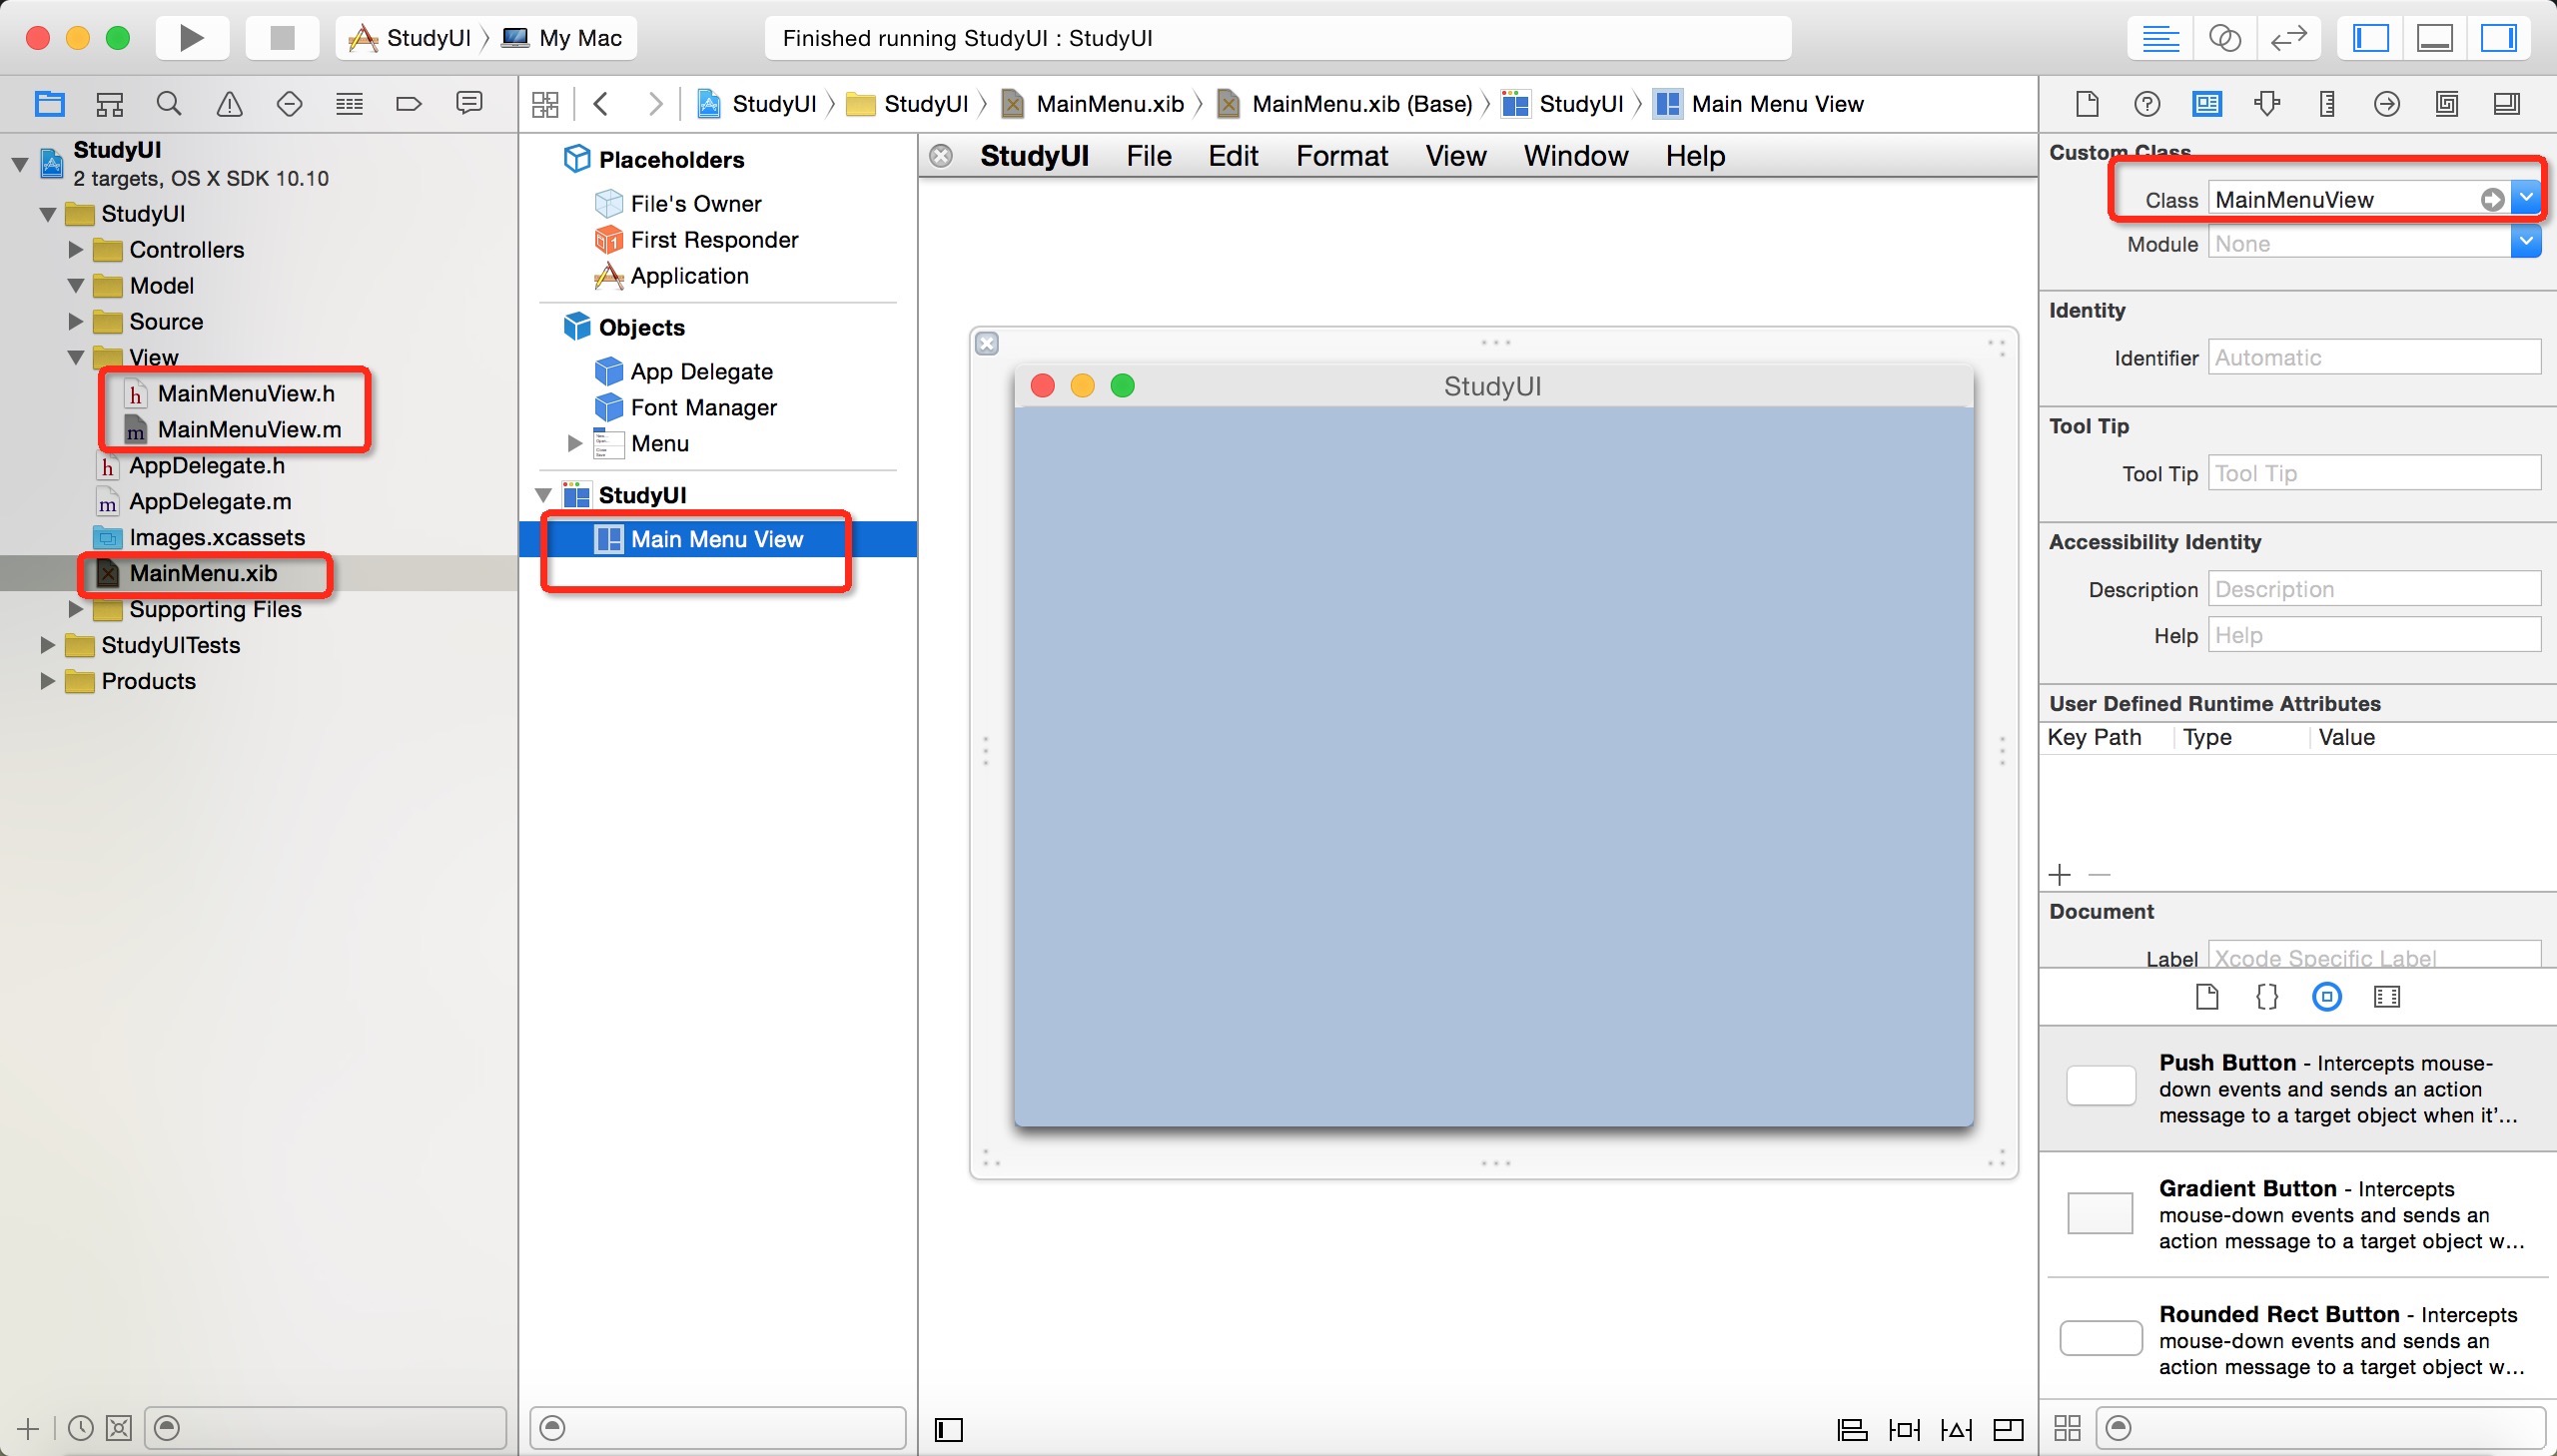 StudyUI
My Mac
Finished running StudyUI : StudyUI
StudyUI
StudyUI
MainMenu.xib
MainMenu.xib (Base)
StudyUI
Main Menu View
StudyUI
2 targets, OS X SDK 10.10
StudyUI
Controllers
Model
Source
View
h MainMenuView.h
m MainMenuView.m
h AppDelegate.h
m AppDelegate.m
Images.xcassets
MainMenu.xib
Supporting Files
StudyUITests
Products
Placeholders
File's Owner
First Responder
Application
Objects
App Delegate
Font Manager
Menu
StudyUI
Main Menu View
StudyUI File Edit Format View Window Help
StudyUI
Custom Class
Class MainMenuView
Module None
Identity
Identifier Automatic
Tool Tip
Tool Tip Tool Tip
Accessibility Identity
Description Description
Help Help
User Defined Runtime Attributes
Key Path Type Value
Document
Label Xcode Specific Label
Push Button - Intercepts mouse-
down events and sends an action
message to a target object when it'...
Gradient Button - Intercepts
mouse-down events and sends an
action message to a target object w...
Rounded Rect Button - Intercepts
mouse-down events and sends an
action message to a target object w...